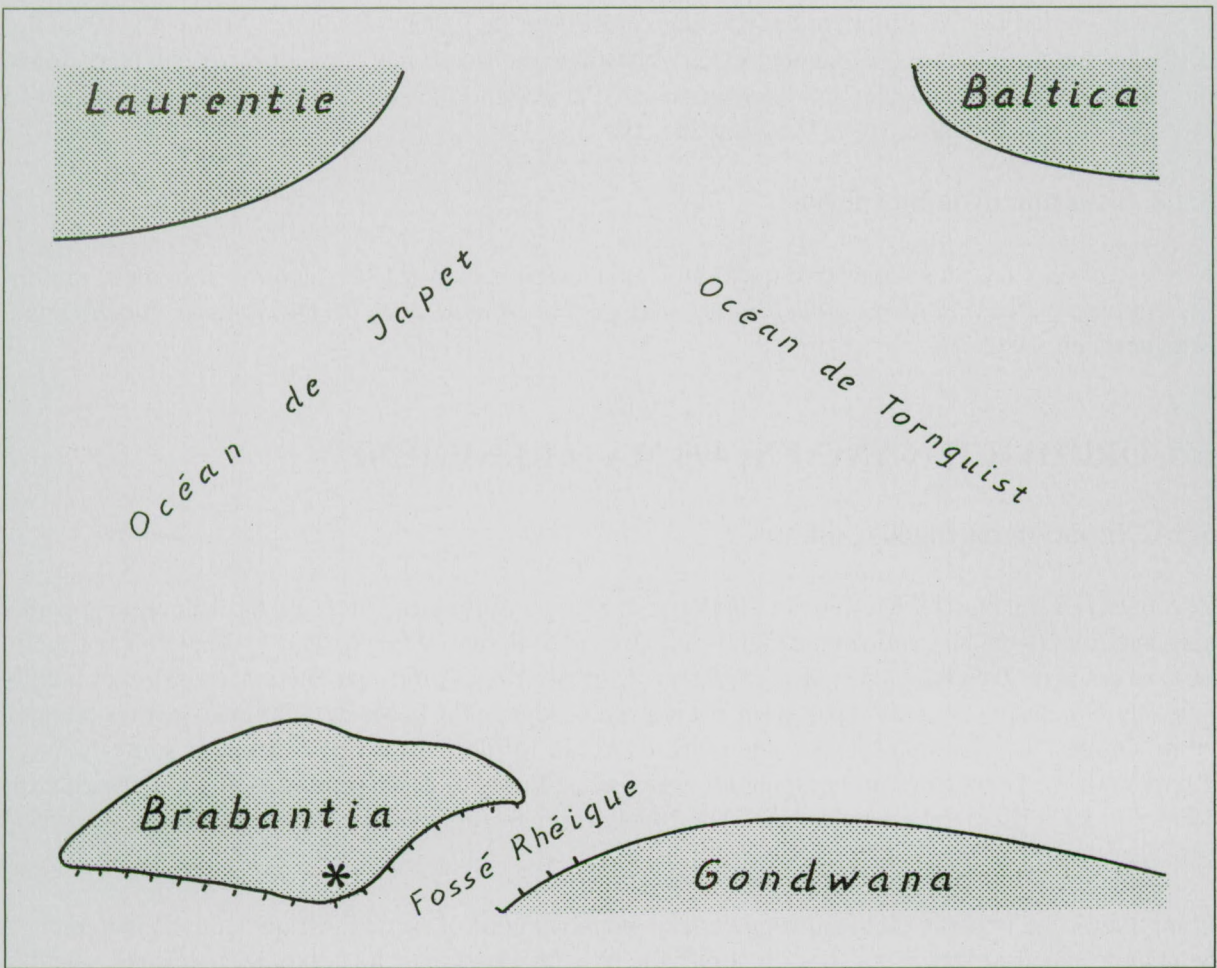 Laurentie
Baltica
Océan de Japet
Océan de Tornquist
Brabantia
*
Fossé Rhéique
Gondwana